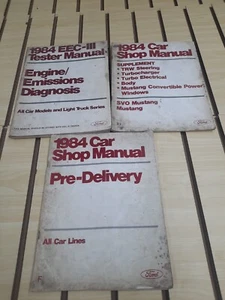 1984 EEC-III
Tester Manual
Engine/
Emissions
Diagnosis
All Car Models and Light Truck Series
1984 Car
Shop Manual
SUPPLEMENT
• TRW Steering
• Turbocharger
• Turbo Electrical
• Body
• Mustang Convertible Power
Windows
SVO Mustang
Mustang
1984 Car
Shop Manual
Pre-Delivery
All Car Lines
Ford